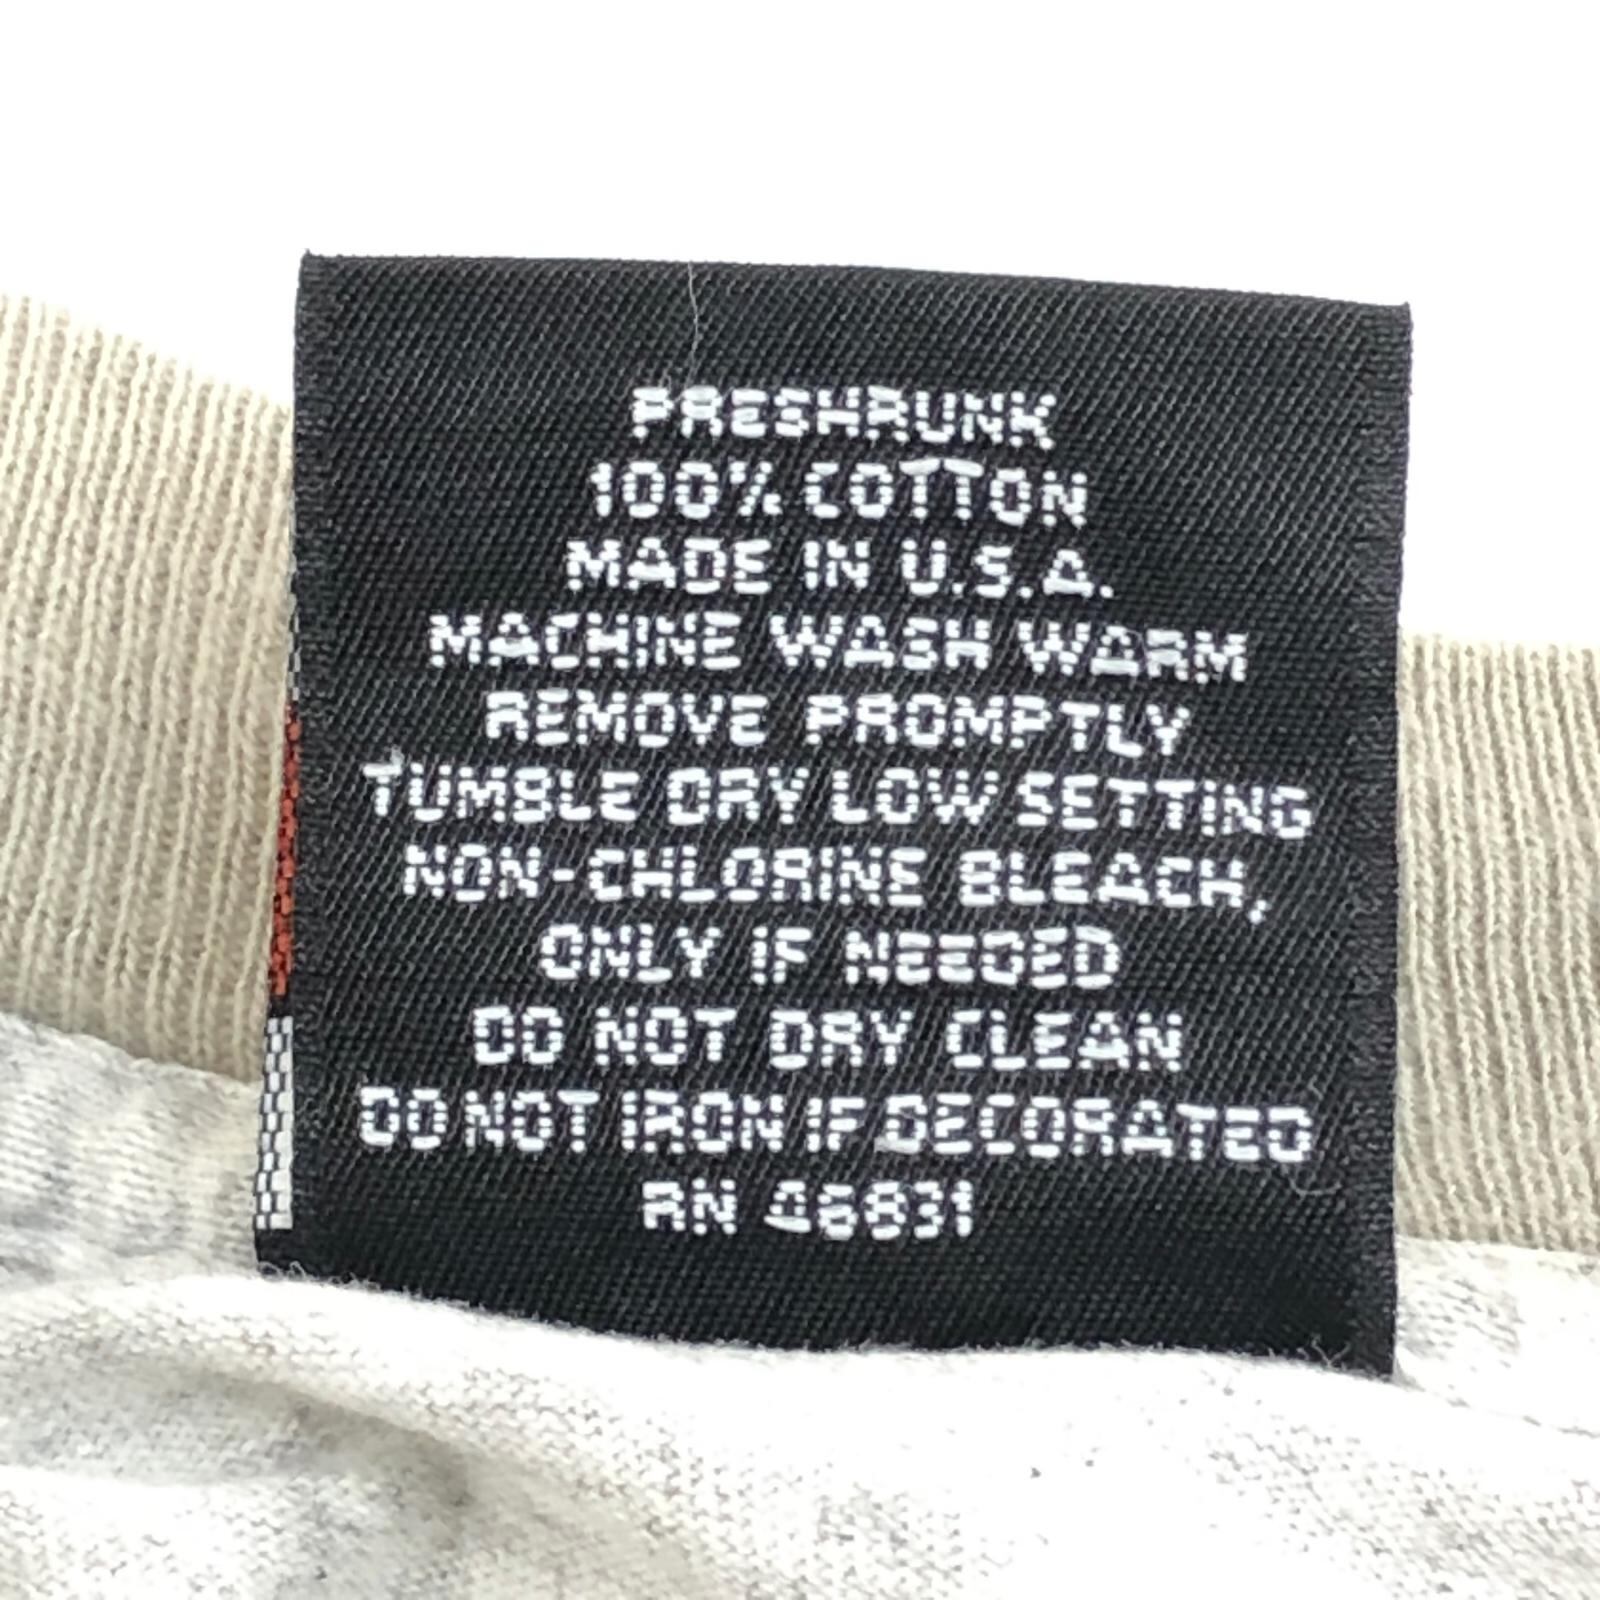 PRESHRUNK
100% COTTON
MADE IN U.S.A.
MACHINE WASH WARM
REMOVE PROMPTLY
TUMBLE DRY LOW SETTING
NON-CHLORINE BLEACH,
ONLY IF NEEDED
DO NOT DRY CLEAN
DO NOT IRON IF DECORATED
RN 46831